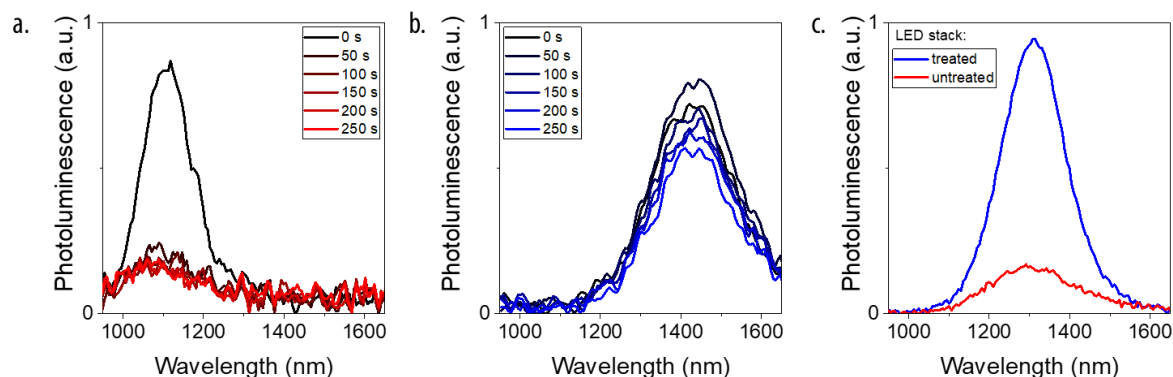 a.
Photoluminescence (a.u.)
1
0
0 s
50 s
100 s
150 s
200 s
250 s
1000 1200 1400 1600
Wavelength (nm)
b.
Photoluminescence (a.u.)
1
0
0 s
50 s
100 s
150 s
200 s
250 s
1000 1200 1400 1600
Wavelength (nm)
c.
Photoluminescence (a.u.)
1
0
LED stack:
treated
untreated
1000 1200 1400 1600
Wavelength (nm)